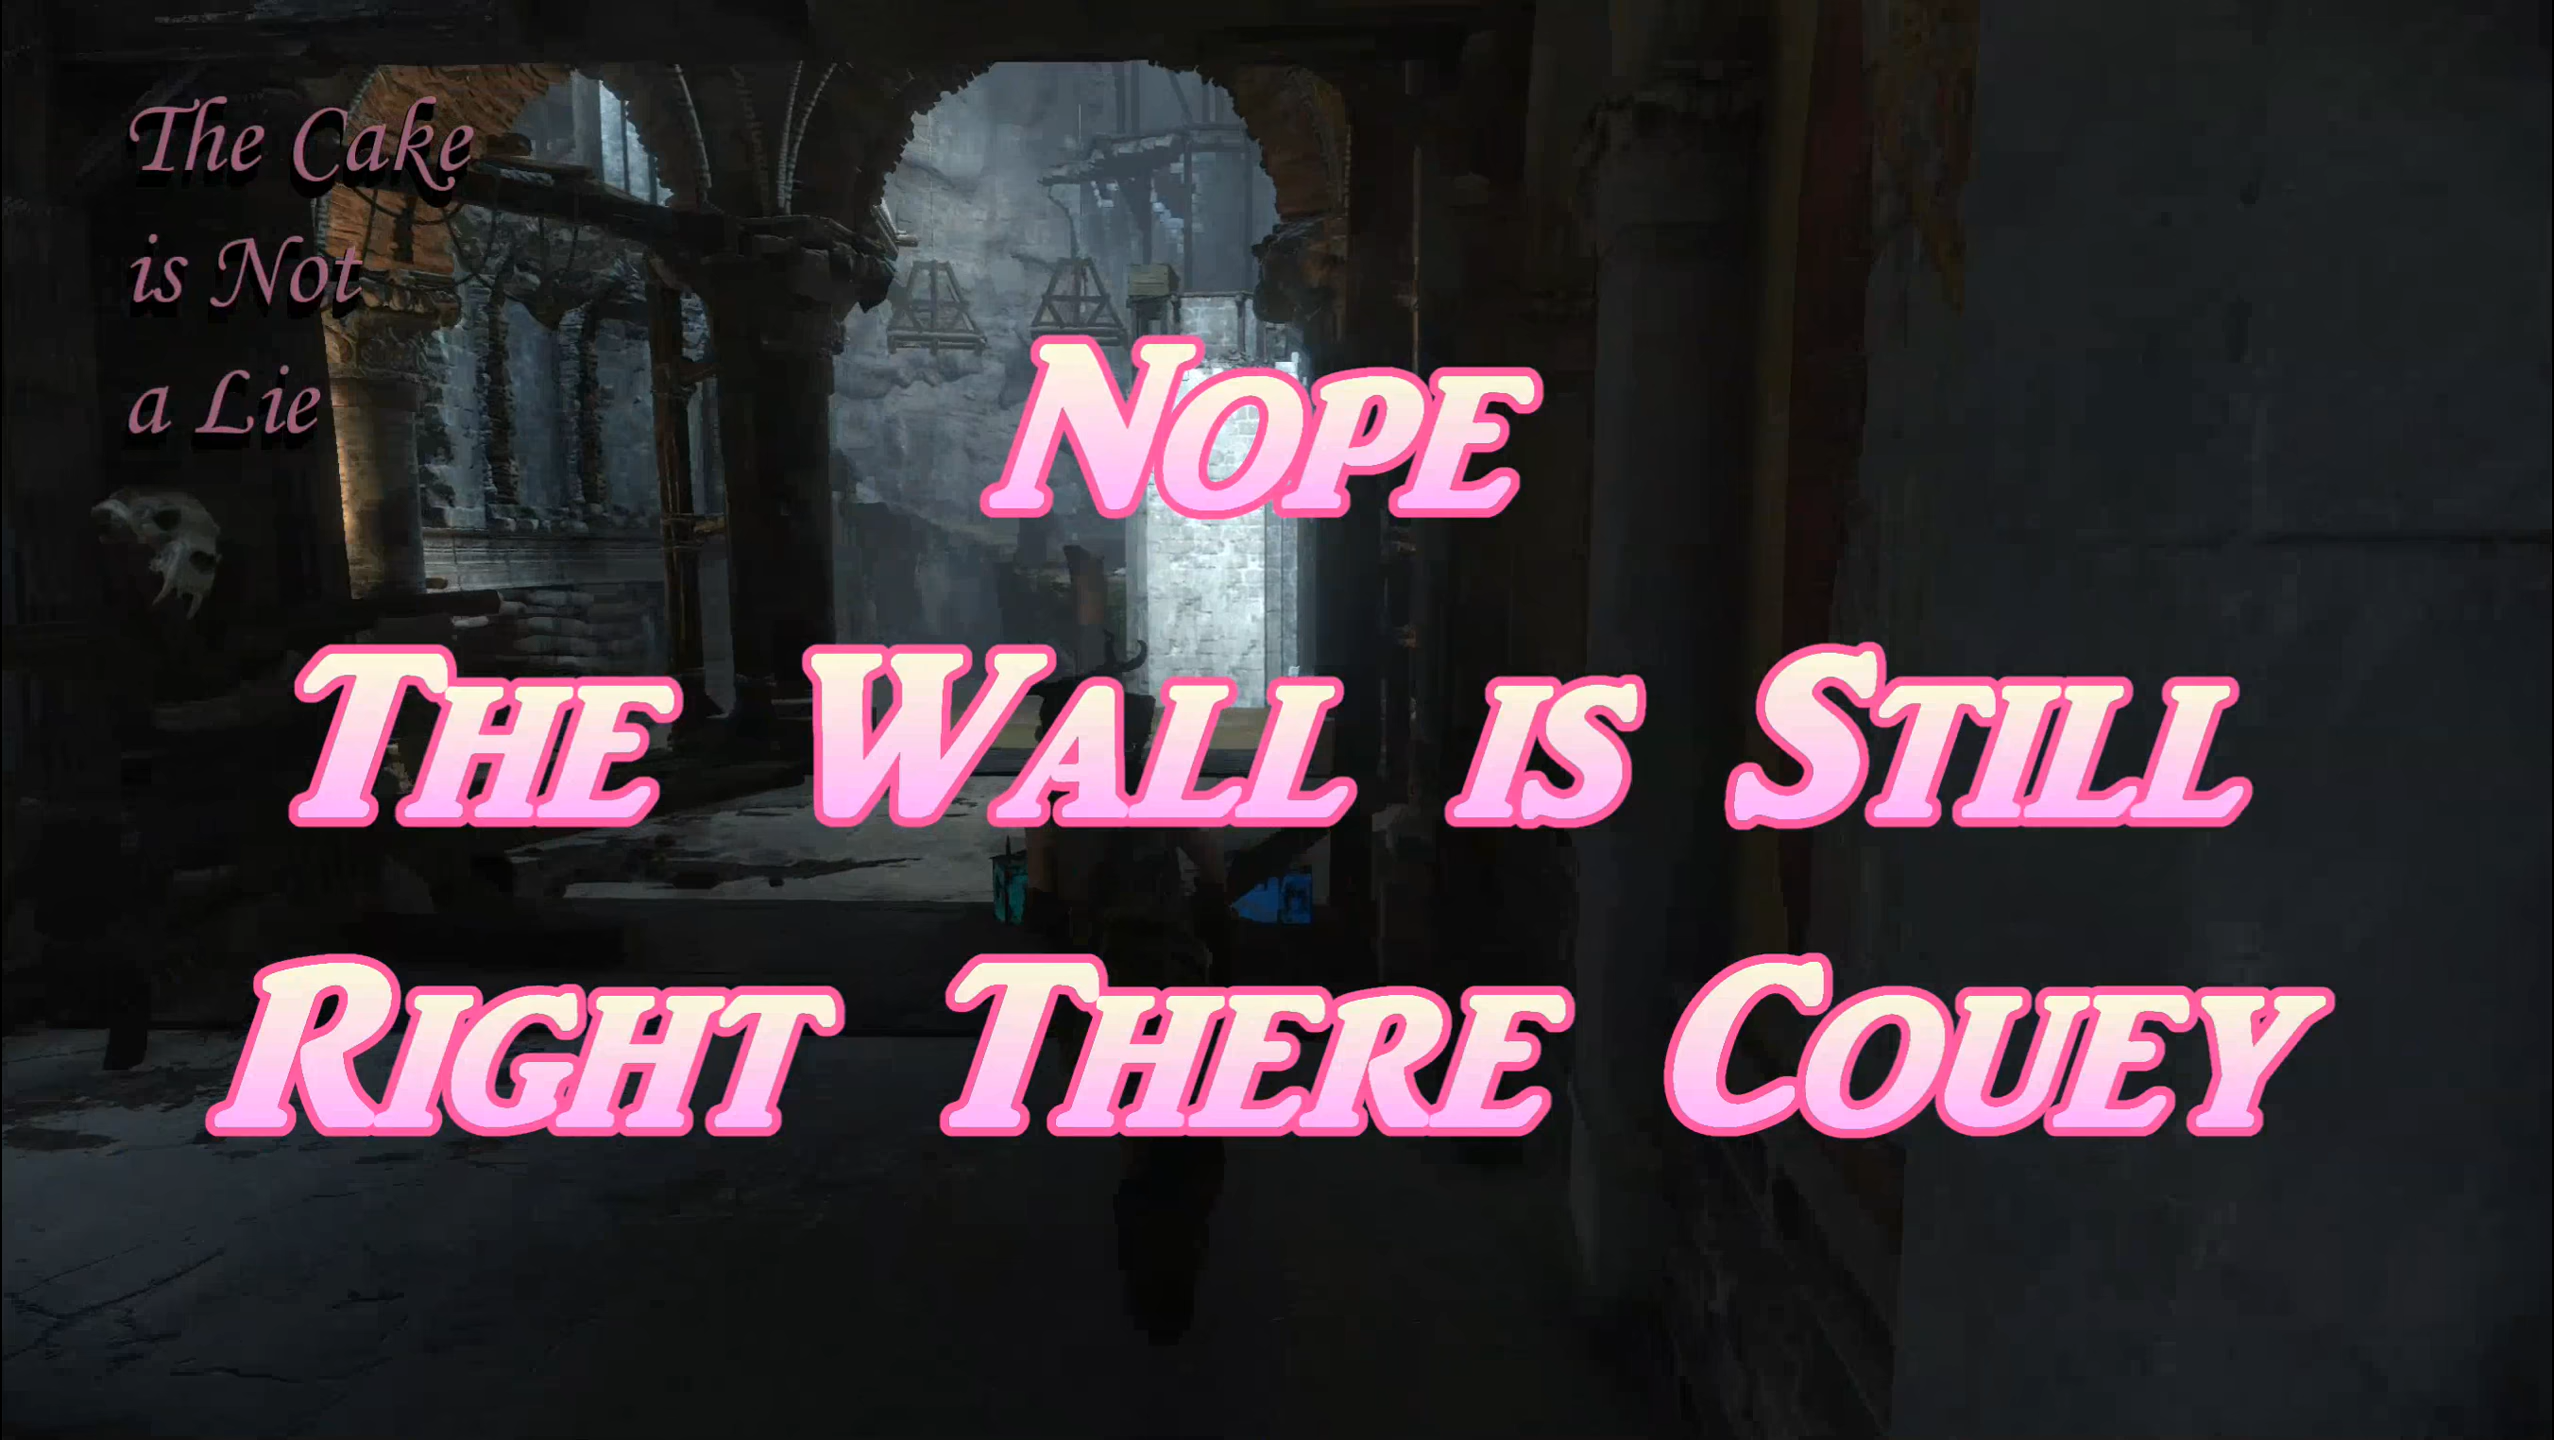 The Cake
is Not
a Lie
Nope
The Wall is Still
Right There Couey